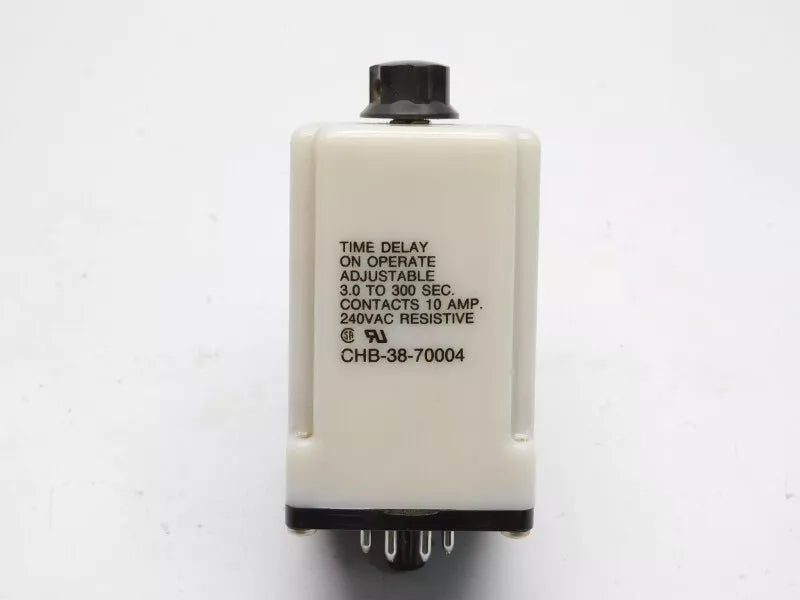 TIME DELAY
ON OPERATE
ADJUSTABLE
3.0 TO 300 SEC.
CONTACTS 10 AMP.
240VAC RESISTIVE
CHB-38-70004